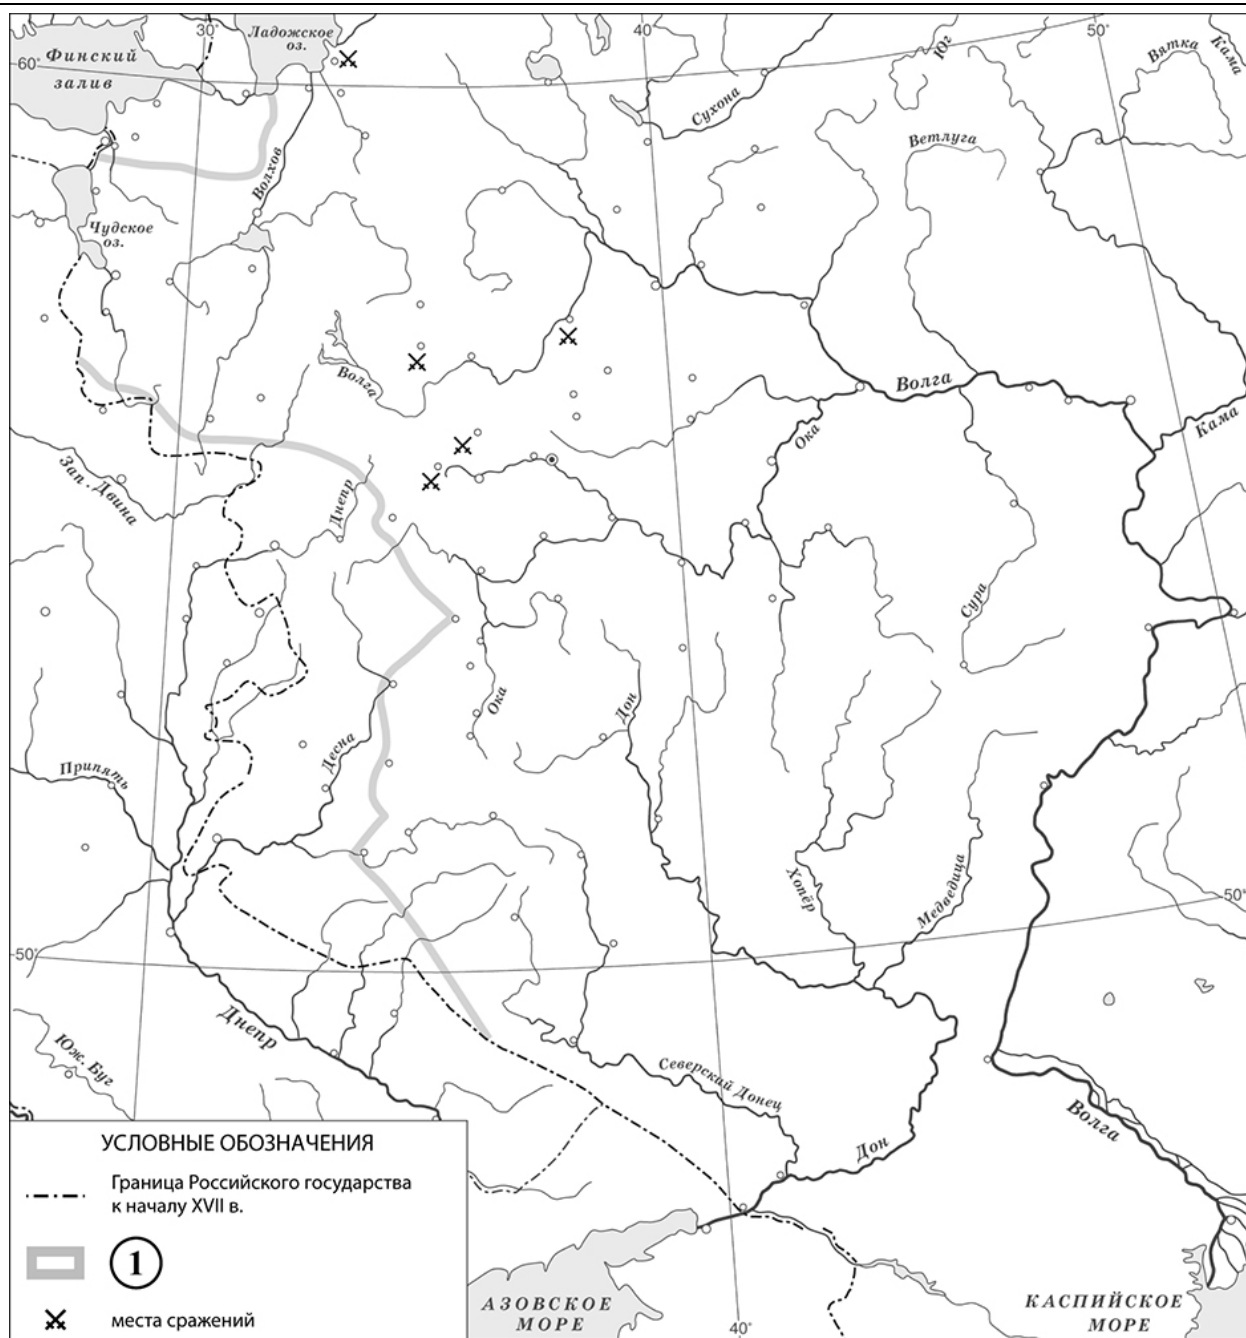 30°
Ладожское
оз.
40°
50°
Финский
залив
60°
Юг
Вятка
Кама
Сухона
Ветлуга
Волхов
Чудское
оз.
Волга
Волга
Кама
Ока
Зап. Двина
Днепр
Сура
Ока
Дон
Десна
Припять
Хопёр
Медведица
50°
50°
Днепр
Юж. Буг
Северский Донец
Волга
Дон
УСЛОВНЫЕ ОБОЗНАЧЕНИЯ
Граница Российского государства
к началу XVII в.
1
места сражений
АЗОВСКОЕ
МОРЕ
40°
КАСПИЙСКОЕ
МОРЕ